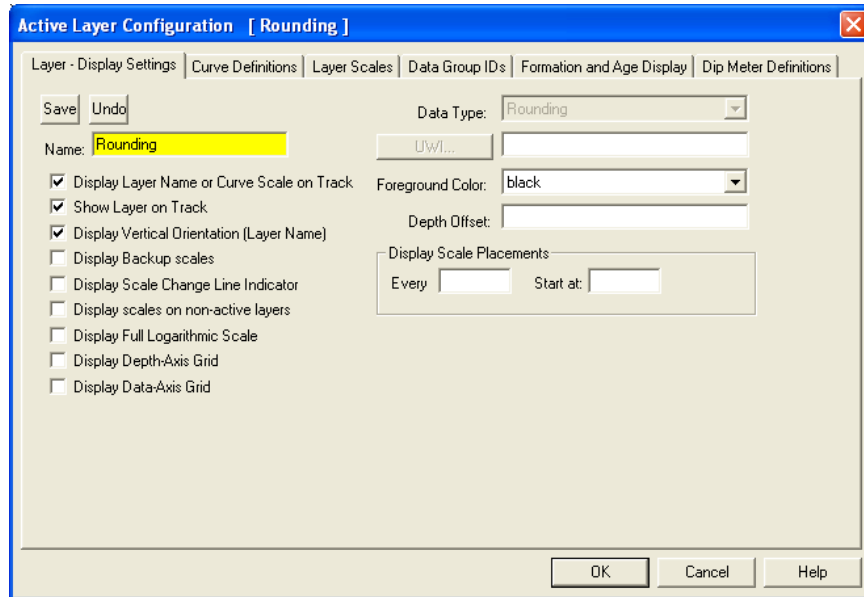 Active Layer Configuration [ Rounding ]
Layer - Display Settings Curve Definitions Layer Scales Data Group IDs Formation and Age Display Dip Meter Definitions
Save Undo
Name: Rounding
Display Layer Name or Curve Scale on Track
Show Layer on Track
Display Vertical Orientation (Layer Name)
Display Backup scales
Display Scale Change Line Indicator
Display scales on non-active layers
Display Full Logarithmic Scale
Display Depth-Axis Grid
Display Data-Axis Grid
Data Type: Rounding
UWI...
Foreground Color: black
Depth Offset:
Display Scale Placements
Every Start at:
OK Cancel Help